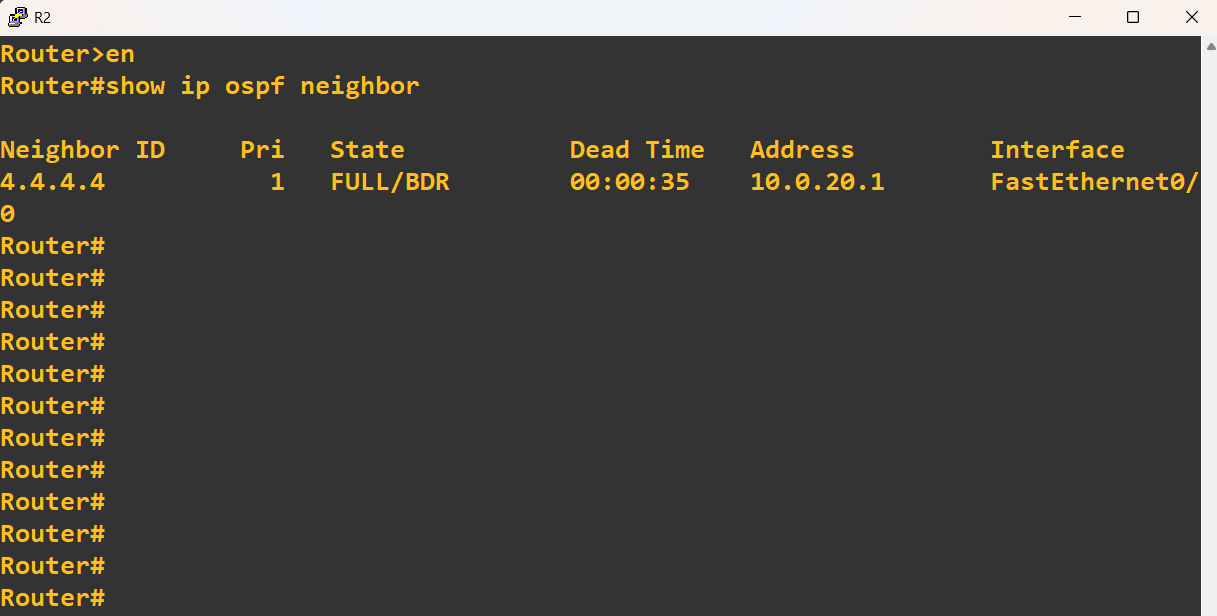 R2
Router>en
Router#show ip ospf neighbor
Neighbor ID     Pri   State           Dead Time   Address         Interface
4.4.4.4           1   FULL/BDR        00:00:35    10.0.20.1       FastEthernet0/
0
Router#
Router#
Router#
Router#
Router#
Router#
Router#
Router#
Router#
Router#
Router#
Router#